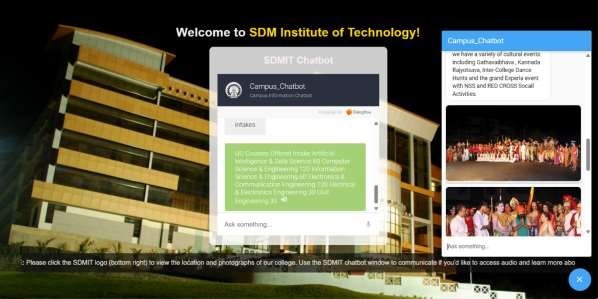 Welcome to SDM Institute of Technology!
SDMIT Chatbot
Campus_Chatbot
Campus Information Chatbot
Dialogflow
intakes
UG Courses Offered Intake Artificial
Intelligence & Data Science 60 Computer
Science & Engineering 120 Information
Science & Engineering 60 Electronics &
Communication Engineering 120 Electrical
& Electronics Engineering 30 Civil
Engineering 30
Ask something...
Campus_Chatbot
we have a variety of cultural events
including Gathavaibhava , Kannada
Rajyotsava, Inter-College Dance
Hunts and the grand Experia event
with NSS and RED CROSS Socail
Activities
Ask something...
Please click the SDMIT logo (bottom right) to view the location and photographs of our college. Use the SDMIT chatbot window to communicate if you'd like to access audio and learn more abo